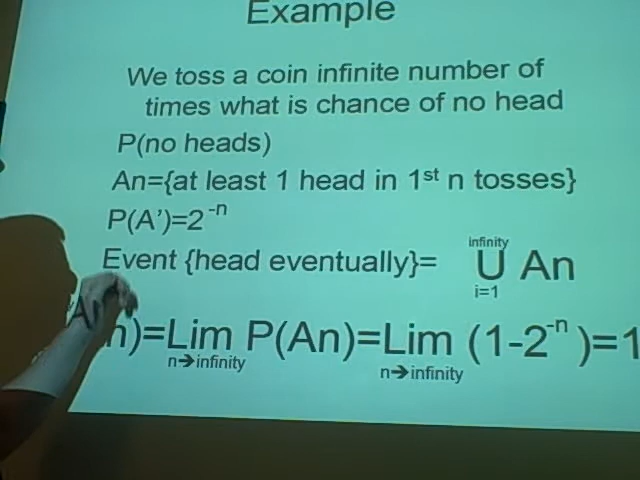 Example
We toss a coin infinite number of
times what is chance of no head
P(no heads)
An={at least 1 head in 1st n tosses}
P(A')=2-n
Event {head eventually}=
infinity
U An
i=1
n)=Lim P(An)=Lim (1-2-n )=1
n→infinity
n→infinity